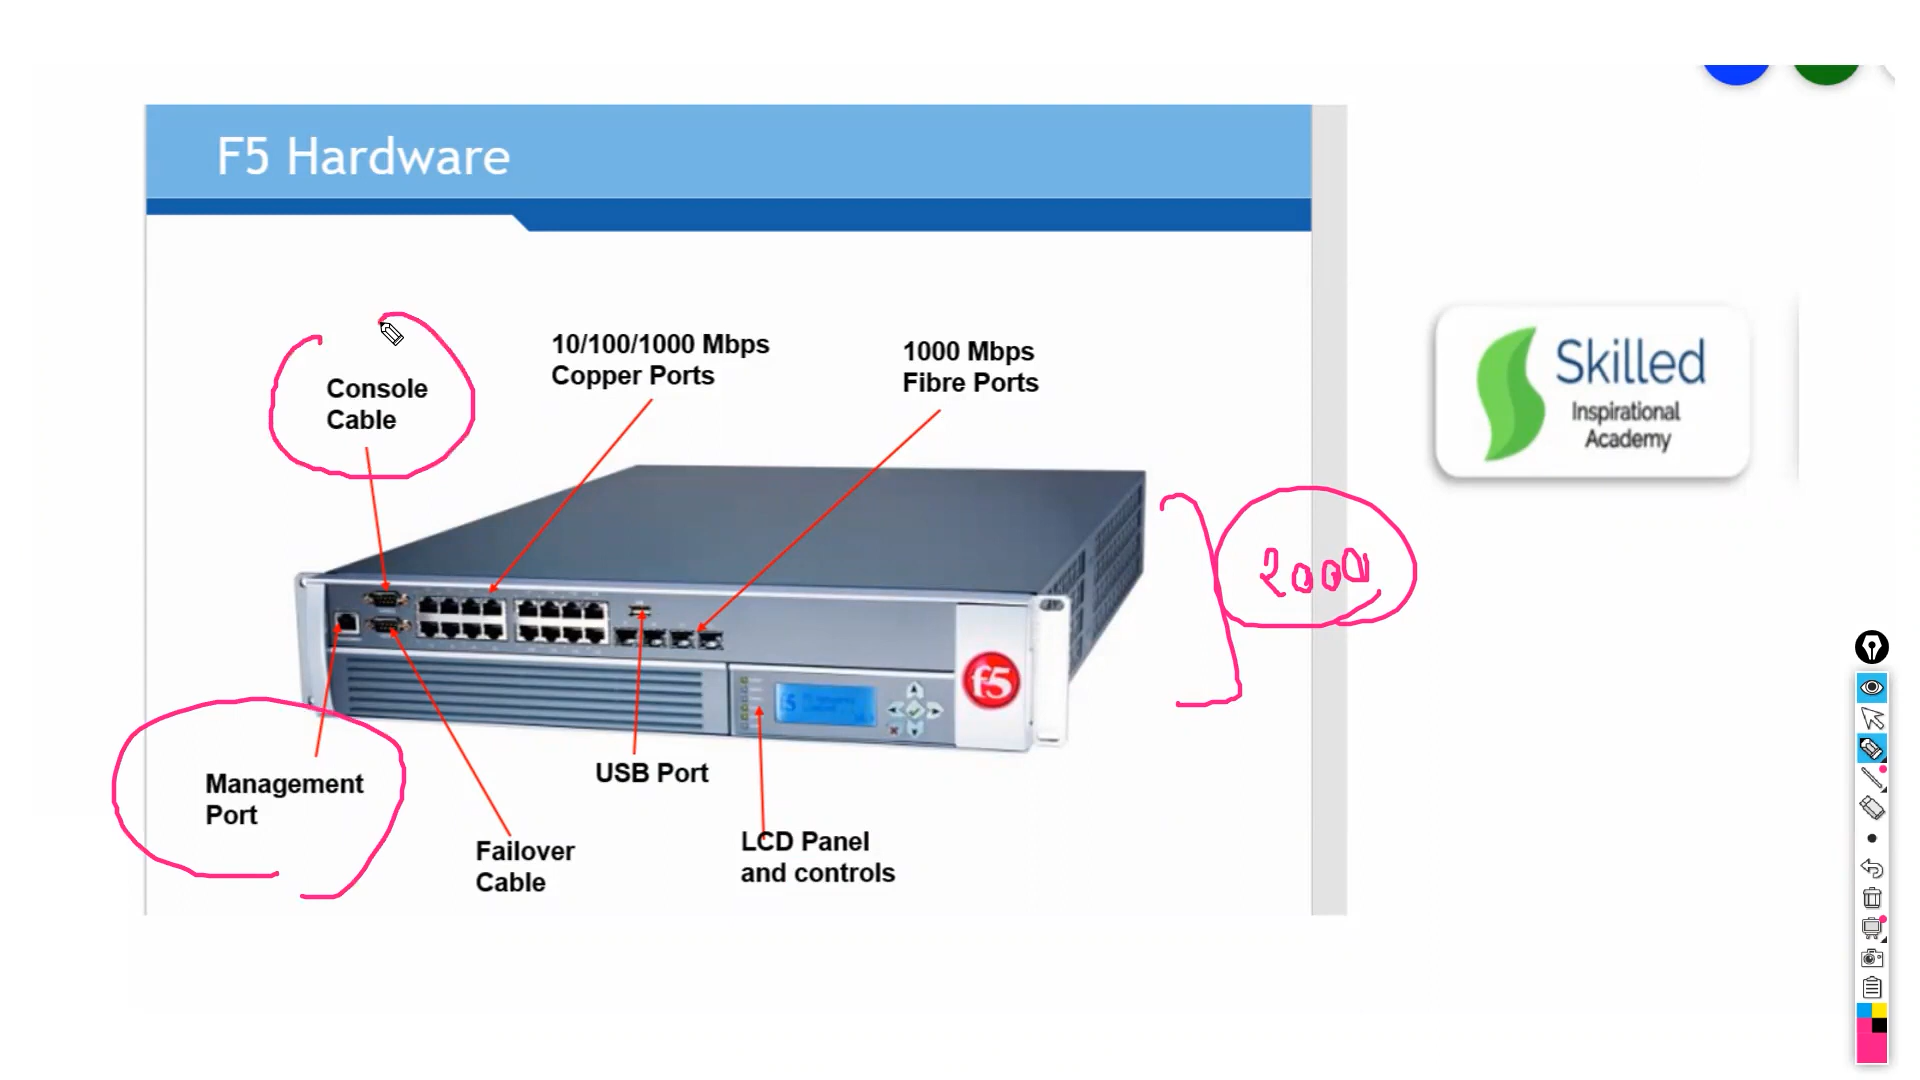 F5 Hardware
Console
Cable
10/100/1000 Mbps
Copper Ports
1000 Mbps
Fibre Ports
Skilled
Inspirational
Academy
2000
f5
Management
Port
USB Port
Failover
Cable
LCD Panel
and controls